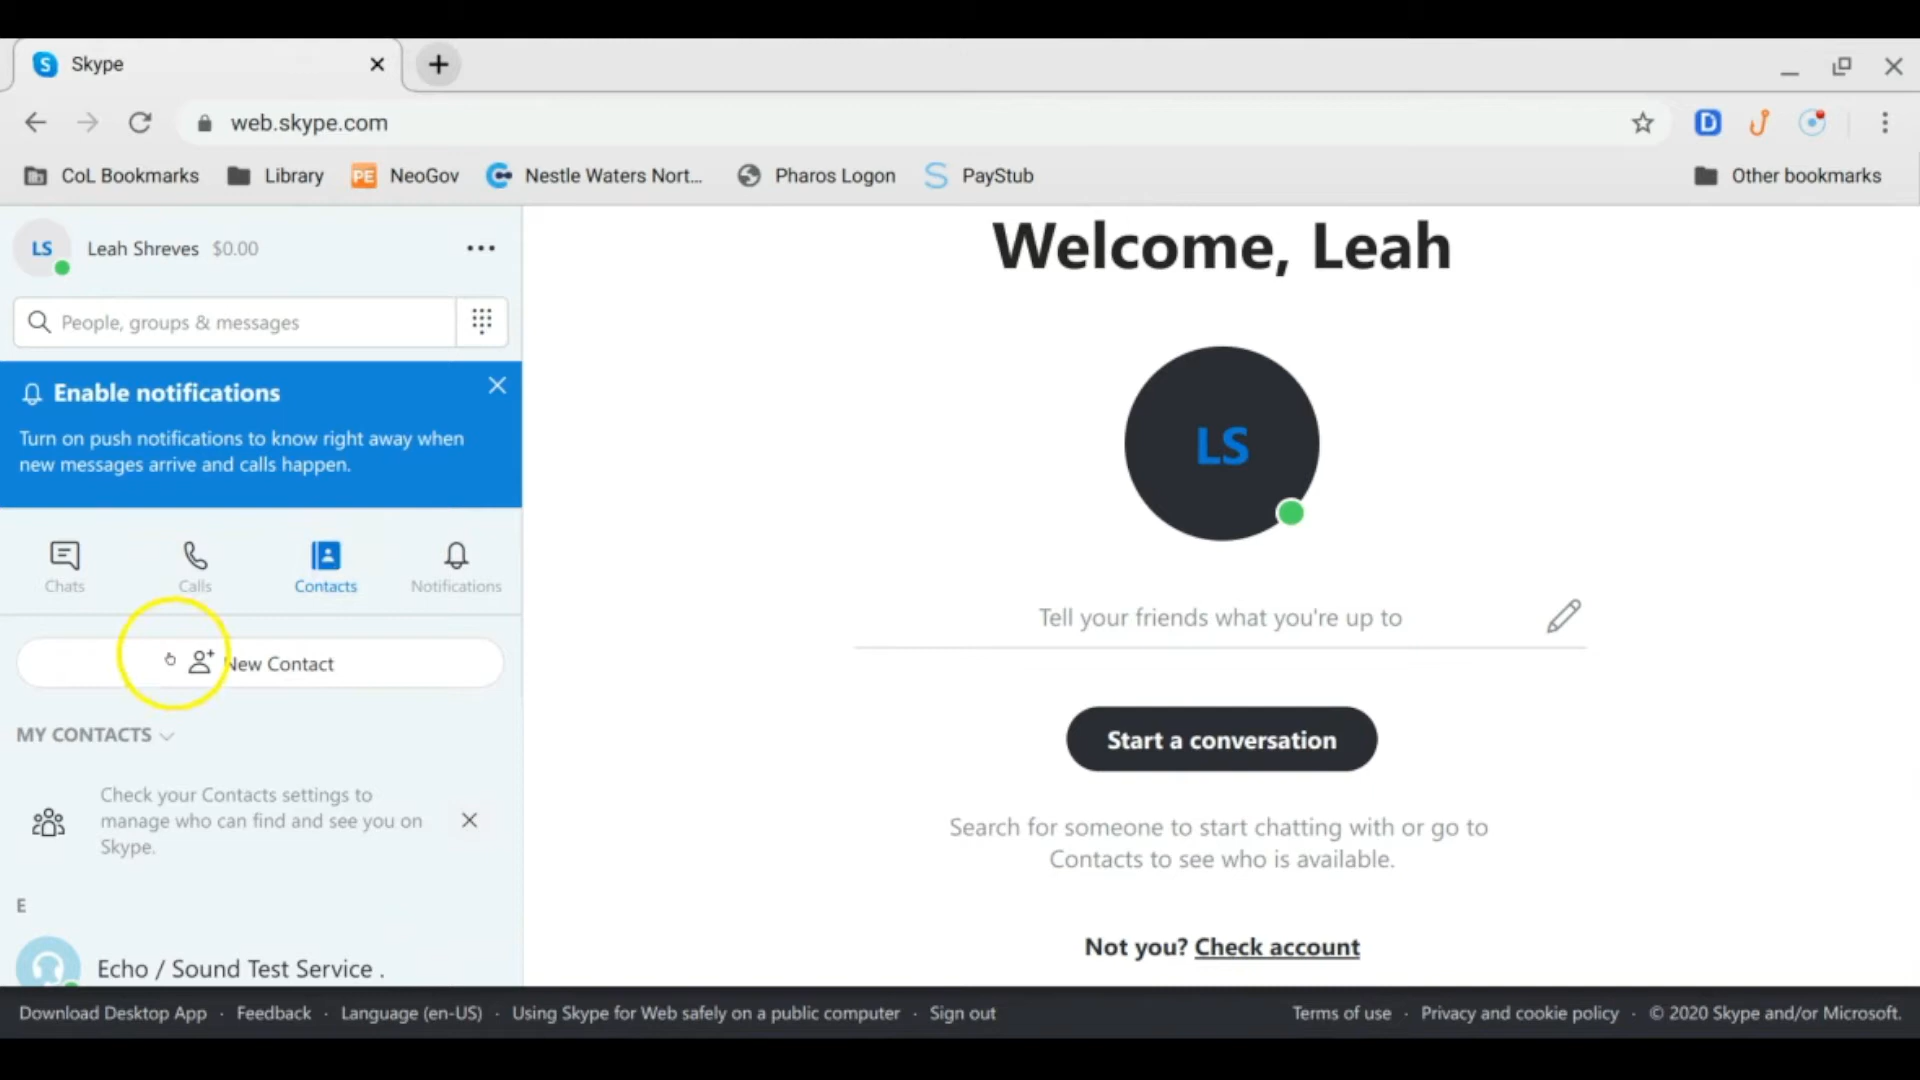 Skype
web.skype.com
D
CoL Bookmarks
Library
PE NeoGov
Nestle Waters Nort...
Pharos Logon
PayStub
Other bookmarks
LS
Leah Shreves $0.00
People, groups & messages
Enable notifications
Turn on push notifications to know right away when
new messages arrive and calls happen.
Chats
Calls
Contacts
Notifications
New Contact
MY CONTACTS
Check your Contacts settings to
manage who can find and see you on
Skype.
E
Echo / Sound Test Service .
Welcome, Leah
LS
Tell your friends what you're up to
Start a conversation
Search for someone to start chatting with or go to
Contacts to see who is available.
Not you? Check account
Download Desktop App · Feedback · Language (en-US) · Using Skype for Web safely on a public computer · Sign out
Terms of use · Privacy and cookie policy · © 2020 Skype and/or Microsoft.